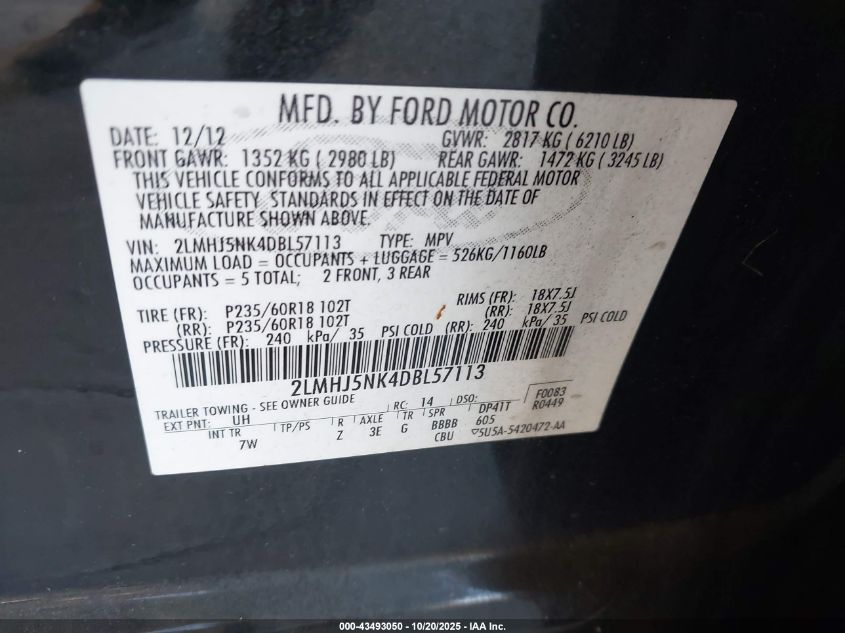 MFD. BY FORD MOTOR CO.
DATE: 12/12 GVWR: 2817 KG ( 6210 LB)
FRONT GAWR: 1352 KG ( 2980 LB) REAR GAWR: 1472 KG ( 3245 LB)
THIS VEHICLE CONFORMS TO ALL APPLICABLE FEDERAL MOTOR
VEHICLE SAFETY STANDARDS IN EFFECT ON THE DATE OF
MANUFACTURE SHOWN ABOVE.
VIN: 2LMHJ5NK4DBL57113 TYPE: MPV
MAXIMUM LOAD = OCCUPANTS + LUGGAGE = 526KG/1160LB
OCCUPANTS = 5 TOTAL; 2 FRONT, 3 REAR
TIRE (FR): P235/60R18 102T RIMS (FR): 18X7.5J
(RR): P235/60R18 102T (RR): 18X7.5J
PRESSURE (FR): 240 kPa/ 35 PSI COLD (RR): 240 kPa/ 35 PSI COLD
2LMHJ5NK4DBL57113
TRAILER TOWING - SEE OWNER GUIDE
EXT PNT: UH RC: 14 DSO: F0083
R0449
INT TR TP/PS R AXLE TR SPR DP41T
7W Z 3E G BBBB 605
CBU 5U5A-5420472-AA
000-43493050 - 10/20/2025 - IAA Inc.